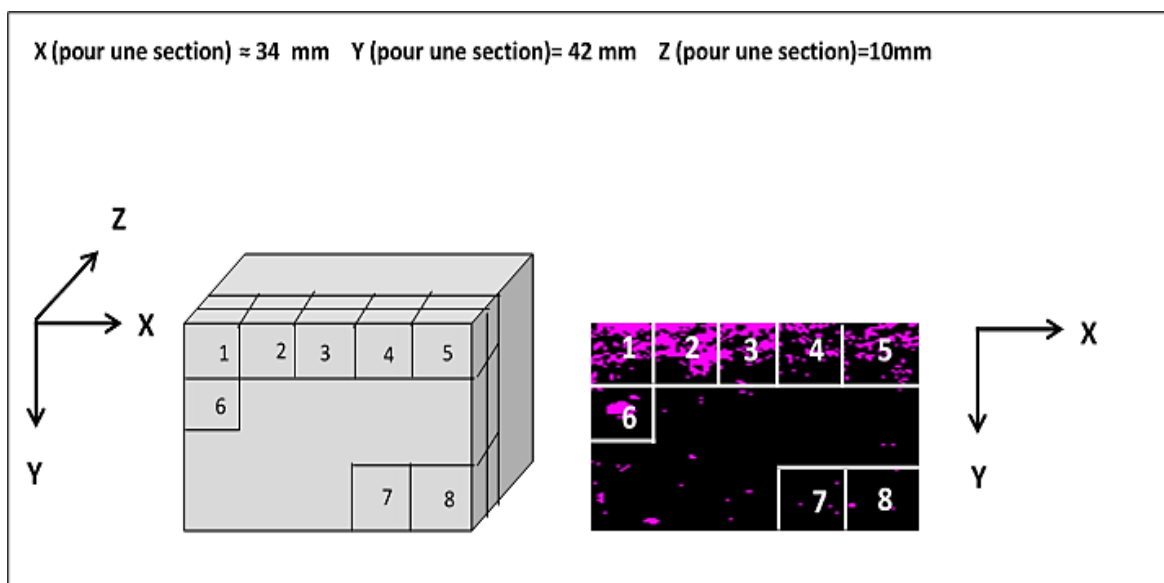 X (pour une section) ≈ 34 mm Y (pour une section)= 42 mm Z (pour une section)=10mm
Z
X
Y
1 2 3 4 5
6
7 8
1 2 3 4 5
6
7 8
X
Y